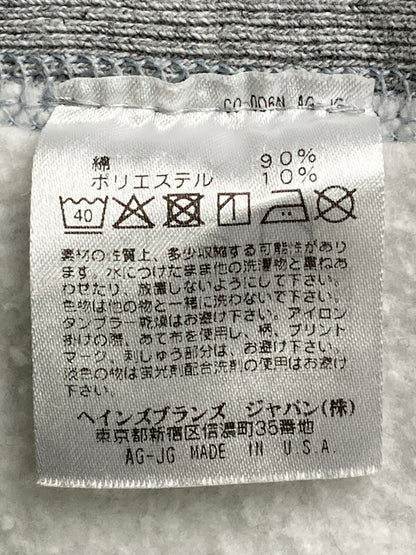 綿 90%
ポリエステル 10%
40
素材の性質上、多少収縮する可能性があり
ます。水につけたまま他の洗濯物と重ねあ
わせたり、放置しないようにして下さい。
色物は他の物と一緒に洗わないで下さい。
タンブラー乾燥はお避け下さい。アイロン
掛けの際、あて布を使用し、柄、プリント
マーク、刺しゅう部分は、お避け下さい。
淡色の物は蛍光剤配合洗剤の使用はお避け
下さい。
ヘインズブランズ ジャパン(株)
東京都新宿区信濃町35番地
AG-JG MADE IN U.S.A.